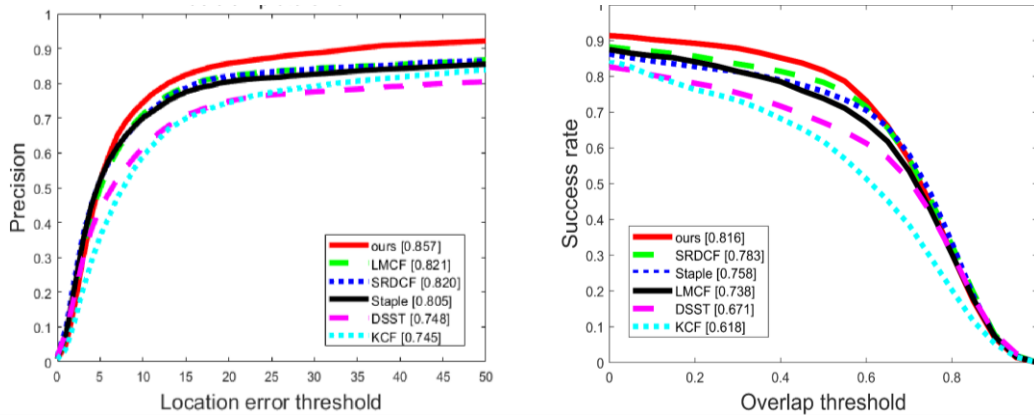 1
0.9
0.8
0.7
0.6
0.5
0.4
0.3
0.2
0.1
0
Precision
ours [0.857]
LMCF [0.821]
SRDCF [0.820]
Staple [0.805]
DSST [0.748]
KCF [0.745]
0 5 10 15 20 25 30 35 40 45 50
Location error threshold
1
0.9
0.8
0.7
0.6
0.5
0.4
0.3
0.2
0.1
0
Success rate
ours [0.816]
SRDCF [0.783]
Staple [0.758]
LMCF [0.738]
DSST [0.671]
KCF [0.618]
0 0.2 0.4 0.6 0.8
Overlap threshold